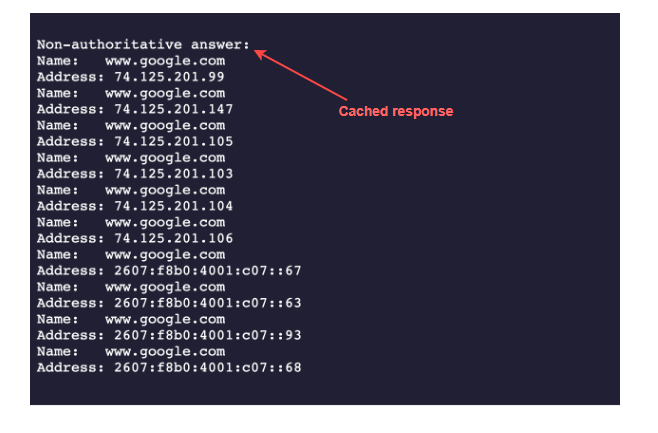 Non-authoritative answer:
Name: www.google.com
Address: 74.125.201.99
Name: www.google.com
Address: 74.125.201.147
Cached response
Name: www.google.com
Address: 74.125.201.105
Name: www.google.com
Address: 74.125.201.103
Name: www.google.com
Address: 74.125.201.104
Name: www.google.com
Address: 74.125.201.106
Name: www.google.com
Address: 2607:f8b0:4001:c07::67
Name: www.google.com
Address: 2607:f8b0:4001:c07::63
Name: www.google.com
Address: 2607:f8b0:4001:c07::93
Name: www.google.com
Address: 2607:f8b0:4001:c07::68